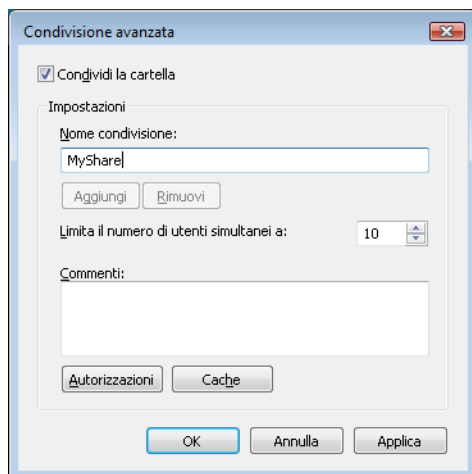 Condivisione avanzata
Condividi la cartella
Impostazioni
Nome condivisione:
MyShare
Aggiungi Rimuovi
Limita il numero di utenti simultanei a: 10
Commenti:
Autorizzazioni Cache
OK Annulla Applica